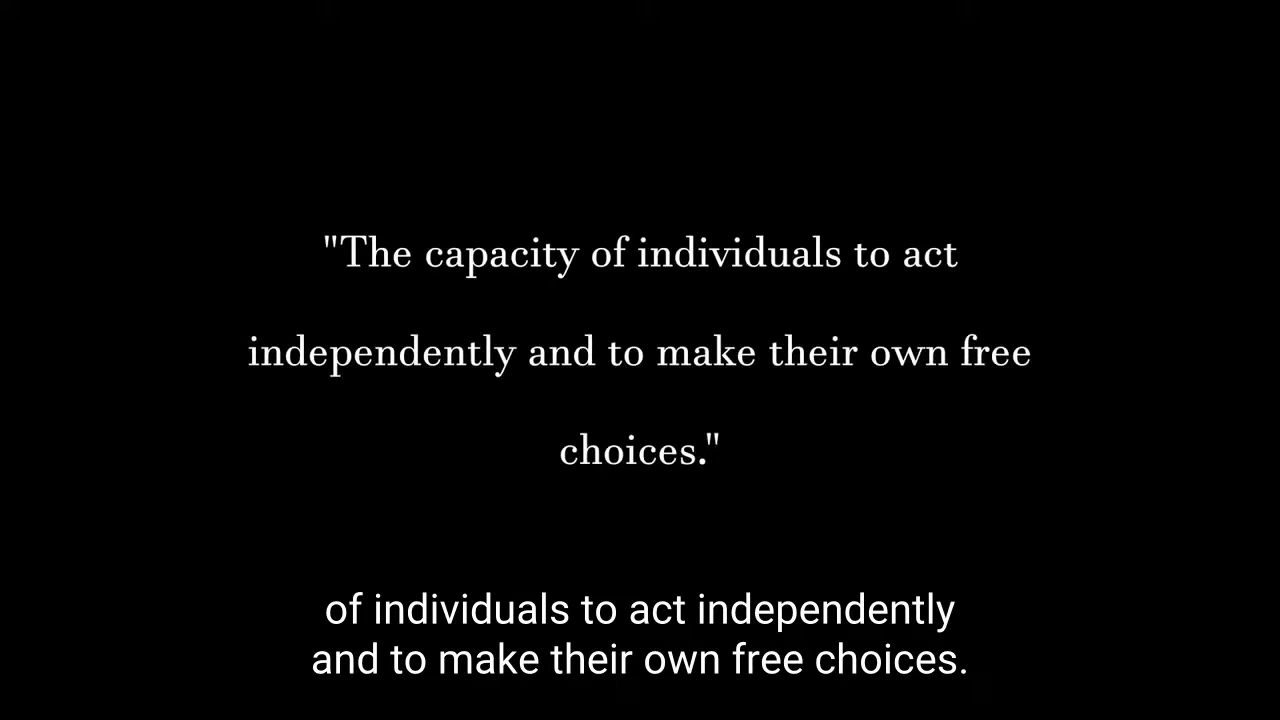 "The capacity of individuals to act
independently and to make their own free
choices."
of individuals to act independently
and to make their own free choices.